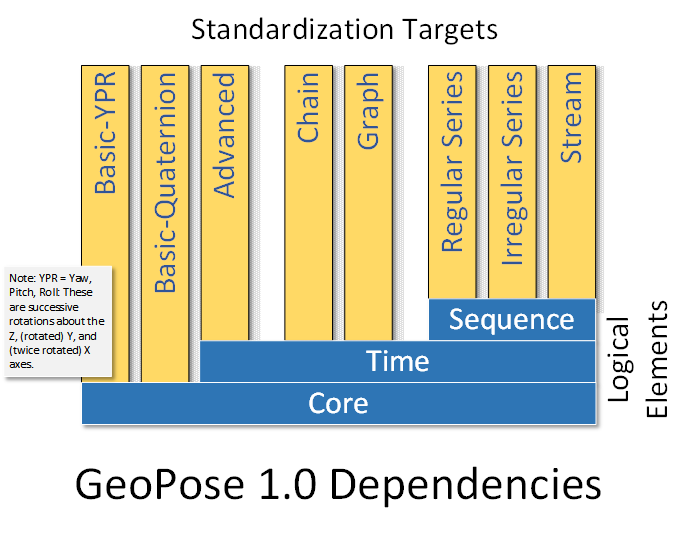 Standardization Targets
Basic-YPR
Basic-Quaternion
Advanced
Chain
Graph
Regular Series
Irregular Series
Stream
Note: YPR = Yaw,
Pitch, Roll: These
are successive
rotations about the
Z, (rotated) Y, and
(twice rotated) X
axes.
Sequence
Time
Core
Logical
Elements
GeoPose 1.0 Dependencies